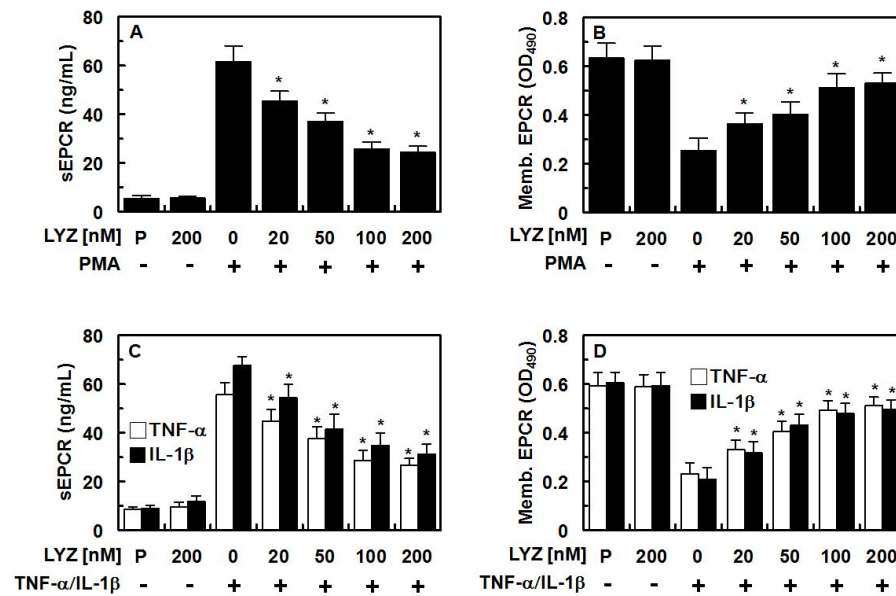 A
sEPCR (ng/mL)
80
60
40
20
0
LYZ [nM] P 200 0 20 50 100 200
PMA - - + + + + +
* * * *
B
Memb. EPCR (OD490)
0.8
0.6
0.4
0.2
0
LYZ [nM] P 200 0 20 50 100 200
PMA - - + + + + +
* * * *
C
sEPCR (ng/mL)
80
60
40
20
0
TNF-α
IL-1β
LYZ [nM] P 200 0 20 50 100 200
TNF-α/IL-1β - - + + + + +
* * * * * * * *
D
Memb. EPCR (OD490)
0.8
0.6
0.4
0.2
0
TNF-α
IL-1β
LYZ [nM] P 200 0 20 50 100 200
TNF-α/IL-1β - - + + + + +
* * * * * * * *